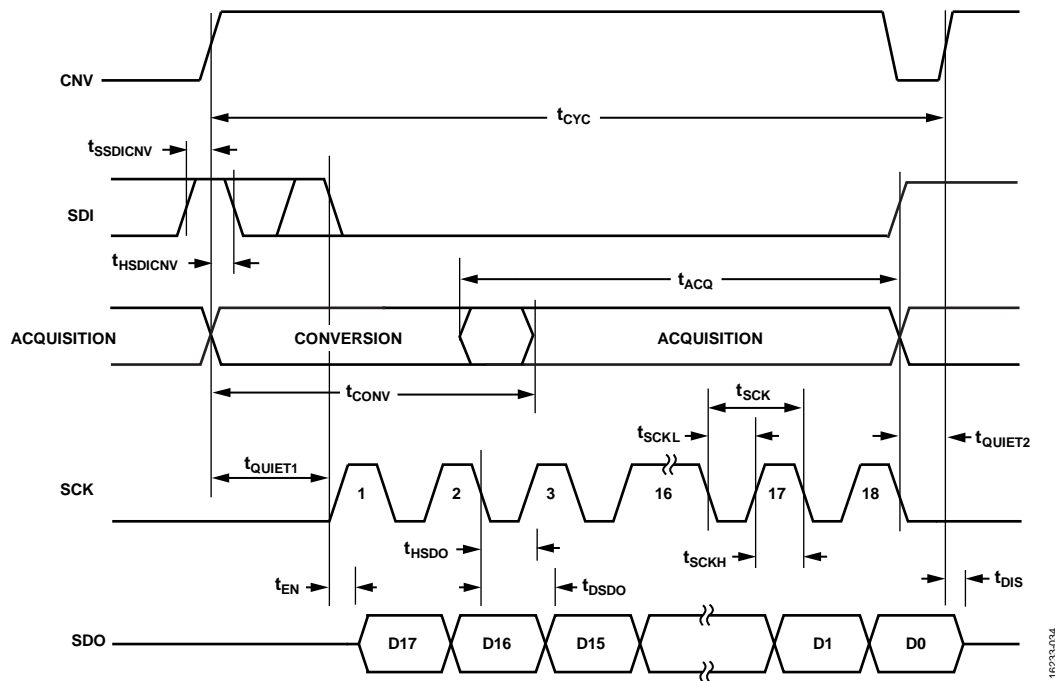 CNV
tCYC
tSSDICNV
SDI
tHSDICNV
tACQ
ACQUISITION
CONVERSION
ACQUISITION
tCONV
tSCK
tSCKL
tQUIET2
tQUIET1
SCK
1
2
3
16
17
18
tHSDO
tSCKH
tEN
tDSDO
tDIS
SDO
D17
D16
D15
D1
D0
16233-034